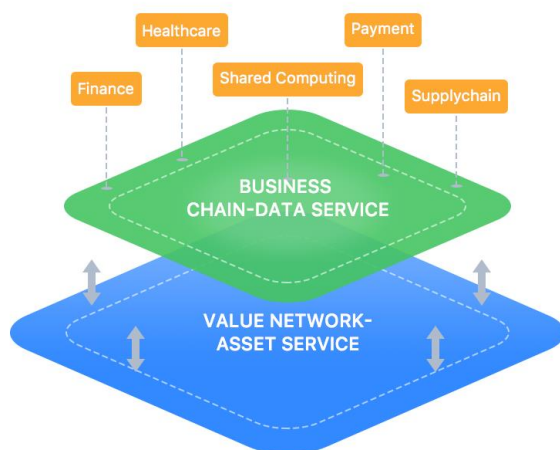 Healthcare
Payment
Finance
Shared Computing
Supplychain
BUSINESS
CHAIN-DATA SERVICE
VALUE NETWORK-
ASSET SERVICE